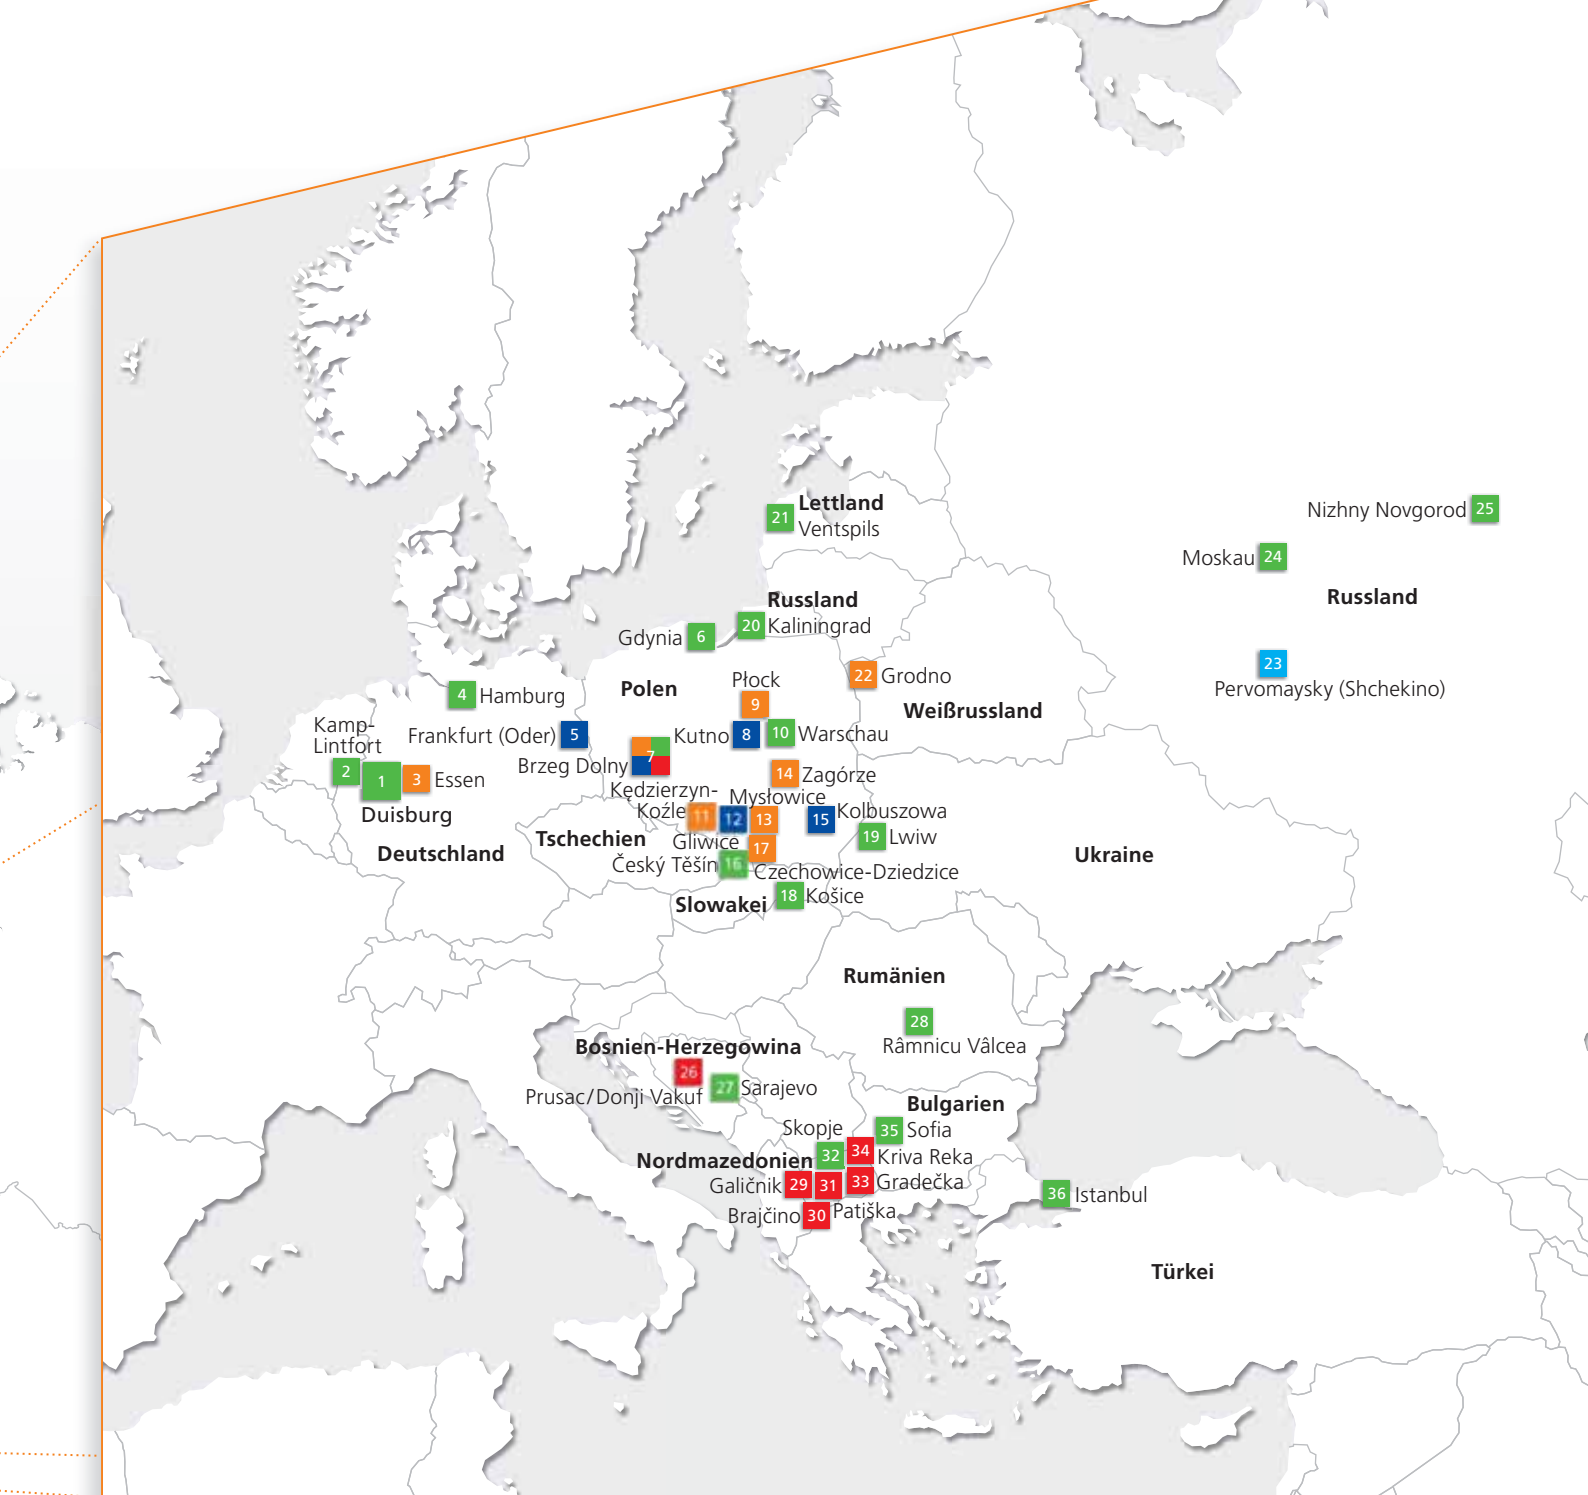 Lettland
21
Ventspils
Nizhny Novgorod 25
Moskau 24
Russland
Russland
20 Kaliningrad
Gdynia 6
23
Pervomaysky (Shchekino)
22 Grodno
Weißrussland
Polen
Płock
9
4 Hamburg
Kamp-
Lintfort
Frankfurt (Oder) 5
Kutno 8
10 Warschau
Brzeg Dolny 7
2
1
3 Essen
Duisburg
Deutschland
14 Zagórze
Kędzierzyn-
Koźle 11
Mysłowice
12
13
15 Kolbuszowa
19 Lwiw
Tschechien
Gliwice
17
Český Těšín 16
Czechowice-Dziedzice
Slowakei
18 Košice
Ukraine
Rumänien
28
Râmnicu Vâlcea
Bosnien-Herzegowina
26
Prusac/Donji Vakuf
27 Sarajevo
Bulgarien
35 Sofia
Skopje
32
34
Kriva Reka
Nordmazedonien
Galičnik 29
31
33 Gradečka
Brajčino 30
Patiška
36 Istanbul
Türkei